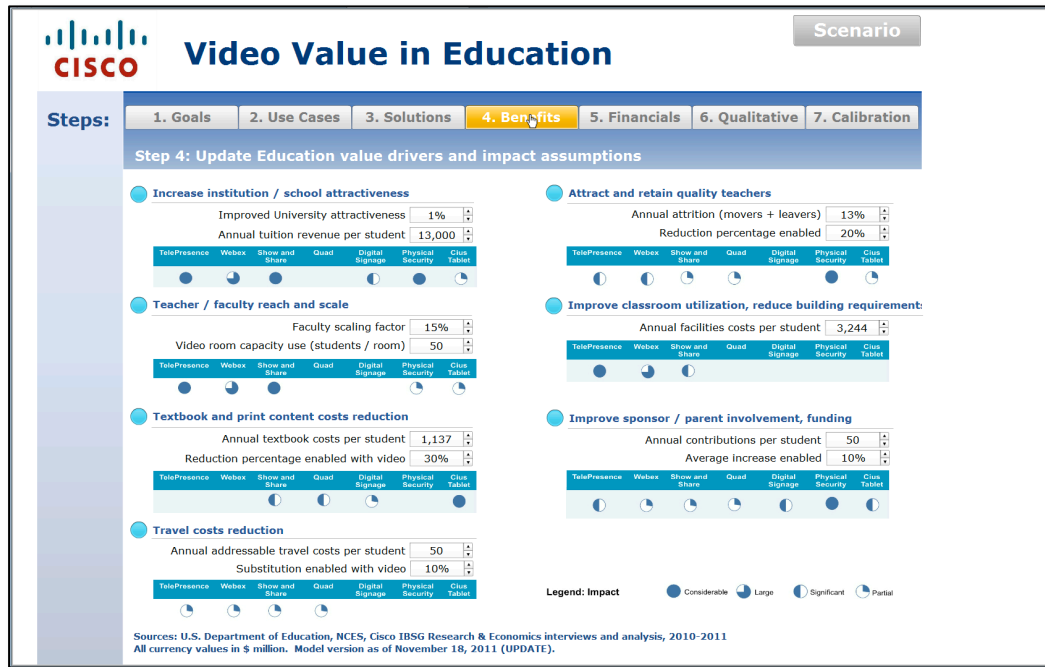 CISCO
Video Value in Education
Scenario
Steps:
1. Goals
2. Use Cases
3. Solutions
4. Benefits
5. Financials
6. Qualitative
7. Calibration
Step 4: Update Education value drivers and impact assumptions
Increase institution / school attractiveness
Improved University attractiveness 1%
Annual tuition revenue per student 13,000
TelePresence Webex Show and Share Quad Digital Signage Physical Security Cius Tablet
Attract and retain quality teachers
Annual attrition (movers + leavers) 13%
Reduction percentage enabled 20%
TelePresence Webex Show and Share Quad Digital Signage Physical Security Cius Tablet
Teacher / faculty reach and scale
Faculty scaling factor 15%
Video room capacity use (students / room) 50
TelePresence Webex Show and Share Quad Digital Signage Physical Security Cius Tablet
Improve classroom utilization, reduce building requirements
Annual facilities costs per student 3,244
TelePresence Webex Show and Share Quad Digital Signage Physical Security Cius Tablet
Textbook and print content costs reduction
Annual textbook costs per student 1,137
Reduction percentage enabled with video 30%
TelePresence Webex Show and Share Quad Digital Signage Physical Security Cius Tablet
Improve sponsor / parent involvement, funding
Annual contributions per student 50
Average increase enabled 10%
TelePresence Webex Show and Share Quad Digital Signage Physical Security Cius Tablet
Travel costs reduction
Annual addressable travel costs per student 50
Substitution enabled with video 10%
TelePresence Webex Show and Share Quad Digital Signage Physical Security Cius Tablet
Legend: Impact Considerable Large Significant Partial
Sources: U.S. Department of Education, NCES, Cisco IBSG Research & Economics interviews and analysis, 2010-2011
All currency values in $ million. Model version as of November 18, 2011 (UPDATE).